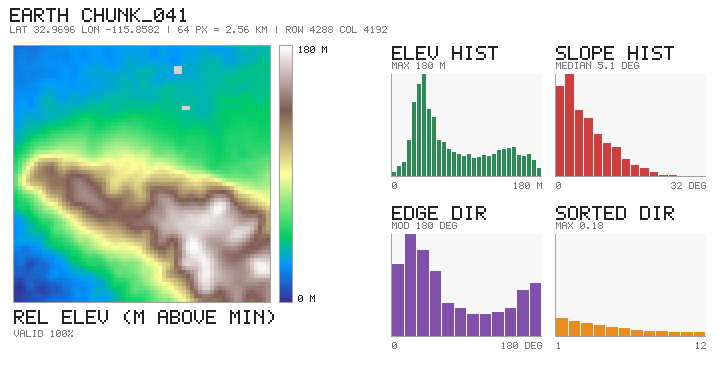 EARTH CHUNK_041
LAT 32.9696 LON -115.8582 | 64 PX = 2.56 KM | ROW 4288 COL 4192
180 M
0 M
REL ELEV (M ABOVE MIN)
VALID 100%
ELEV HIST
MAX 180 M
0 180 M
SLOPE HIST
MEDIAN 5.1 DEG
0 32 DEG
EDGE DIR
MOD 180 DEG
0 180 DEG
SORTED DIR
MAX 0.18
1 12